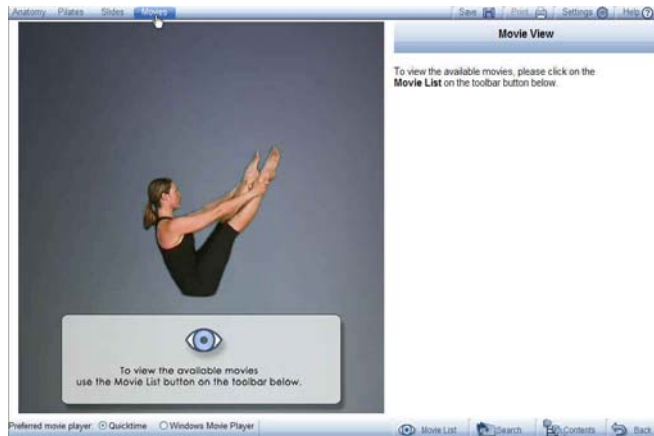 Anatomy Pilates Slides Movies Save Print Settings Help
Movie View
To view the available movies, please click on the
Movie List on the toolbar button below.
To view the available movies
use the Movie List button on the toolbar below.
Preferred movie player: Quicktime Windows Movie Player Movie List Search Contents Back